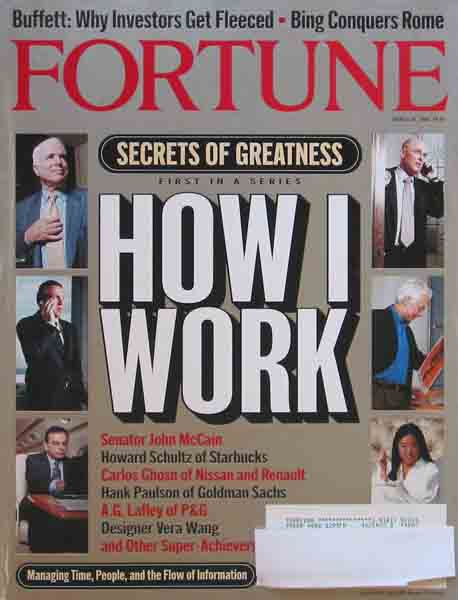 Buffett: Why Investors Get Fleeced • Bing Conquers Rome
FORTUNE
SECRETS OF GREATNESS
FIRST IN A SERIES
HOW I
WORK
Senator John McCain
Howard Schultz of Starbucks
Carlos Ghosn of Nissan and Renault
Hank Paulson of Goldman Sachs
A.G. Lafley of P&G
Designer Vera Wang
and Other Super-Achievers
Managing Time, People, and the Flow of Information